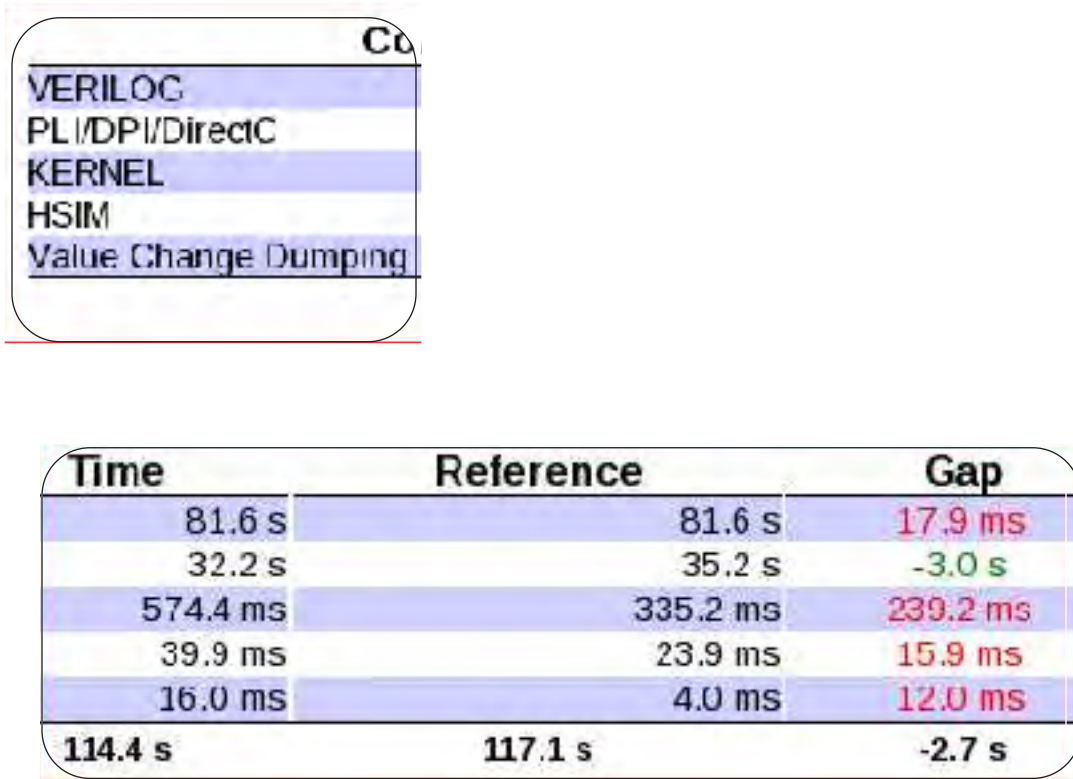 VERILOG
PLI/DPI/DirectC
KERNEL
HSIM
Value Change Dumping
Time Reference Gap
81.6 s 81.6 s 17.9 ms
32.2 s 35.2 s -3.0 s
574.4 ms 335.2 ms 239.2 ms
39.9 ms 23.9 ms 15.9 ms
16.0 ms 4.0 ms 12.0 ms
114.4 s 117.1 s -2.7 s